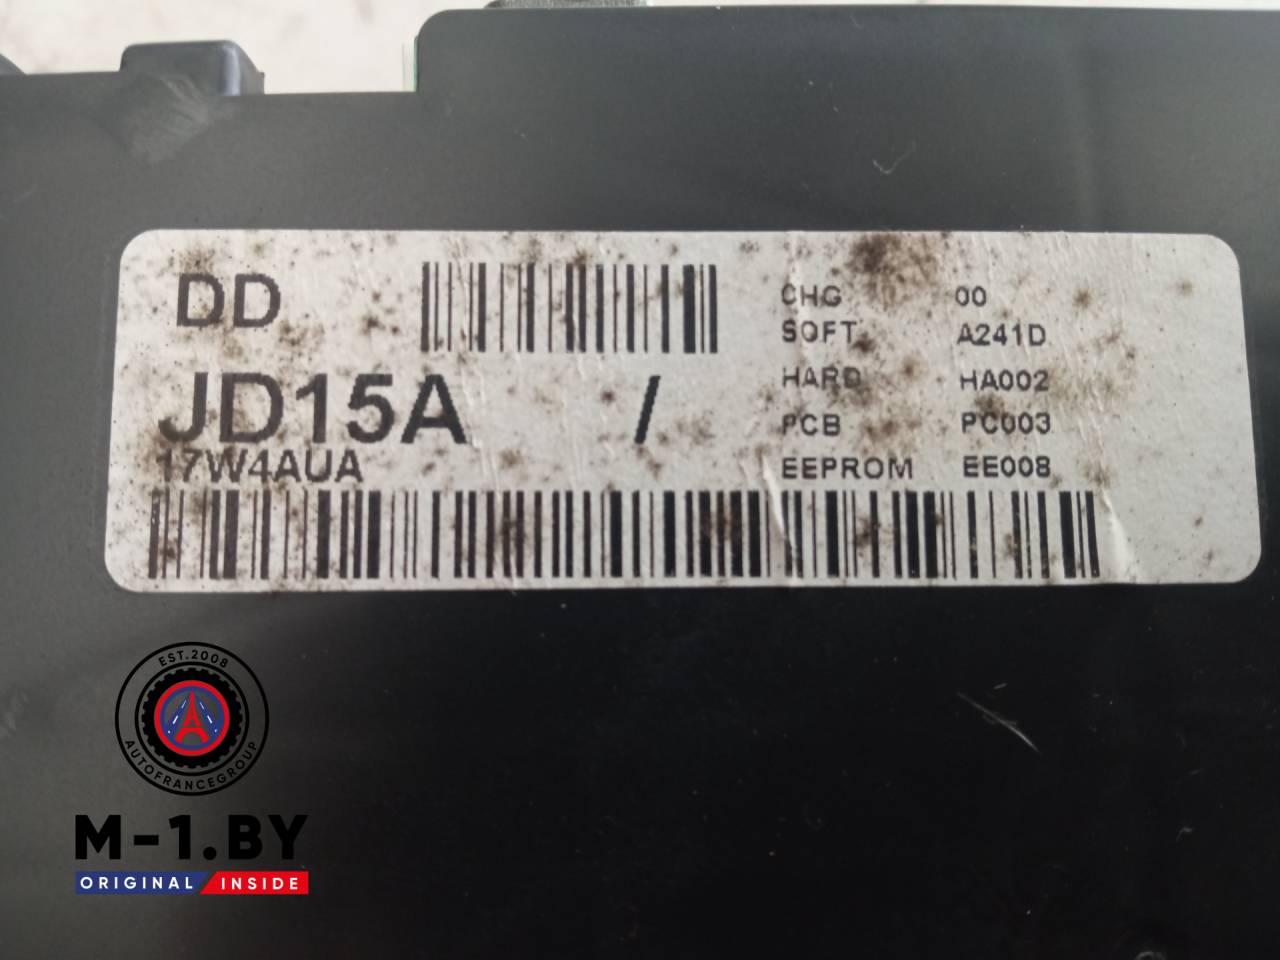 DD
JD15A /
17W4AUA
CHG 00
SOFT A241D
HARD HA002
PCB PC003
EEPROM EE008
EST.2008
AUTOFRANCEGROUP
M-1.BY
ORIGINAL INSIDE